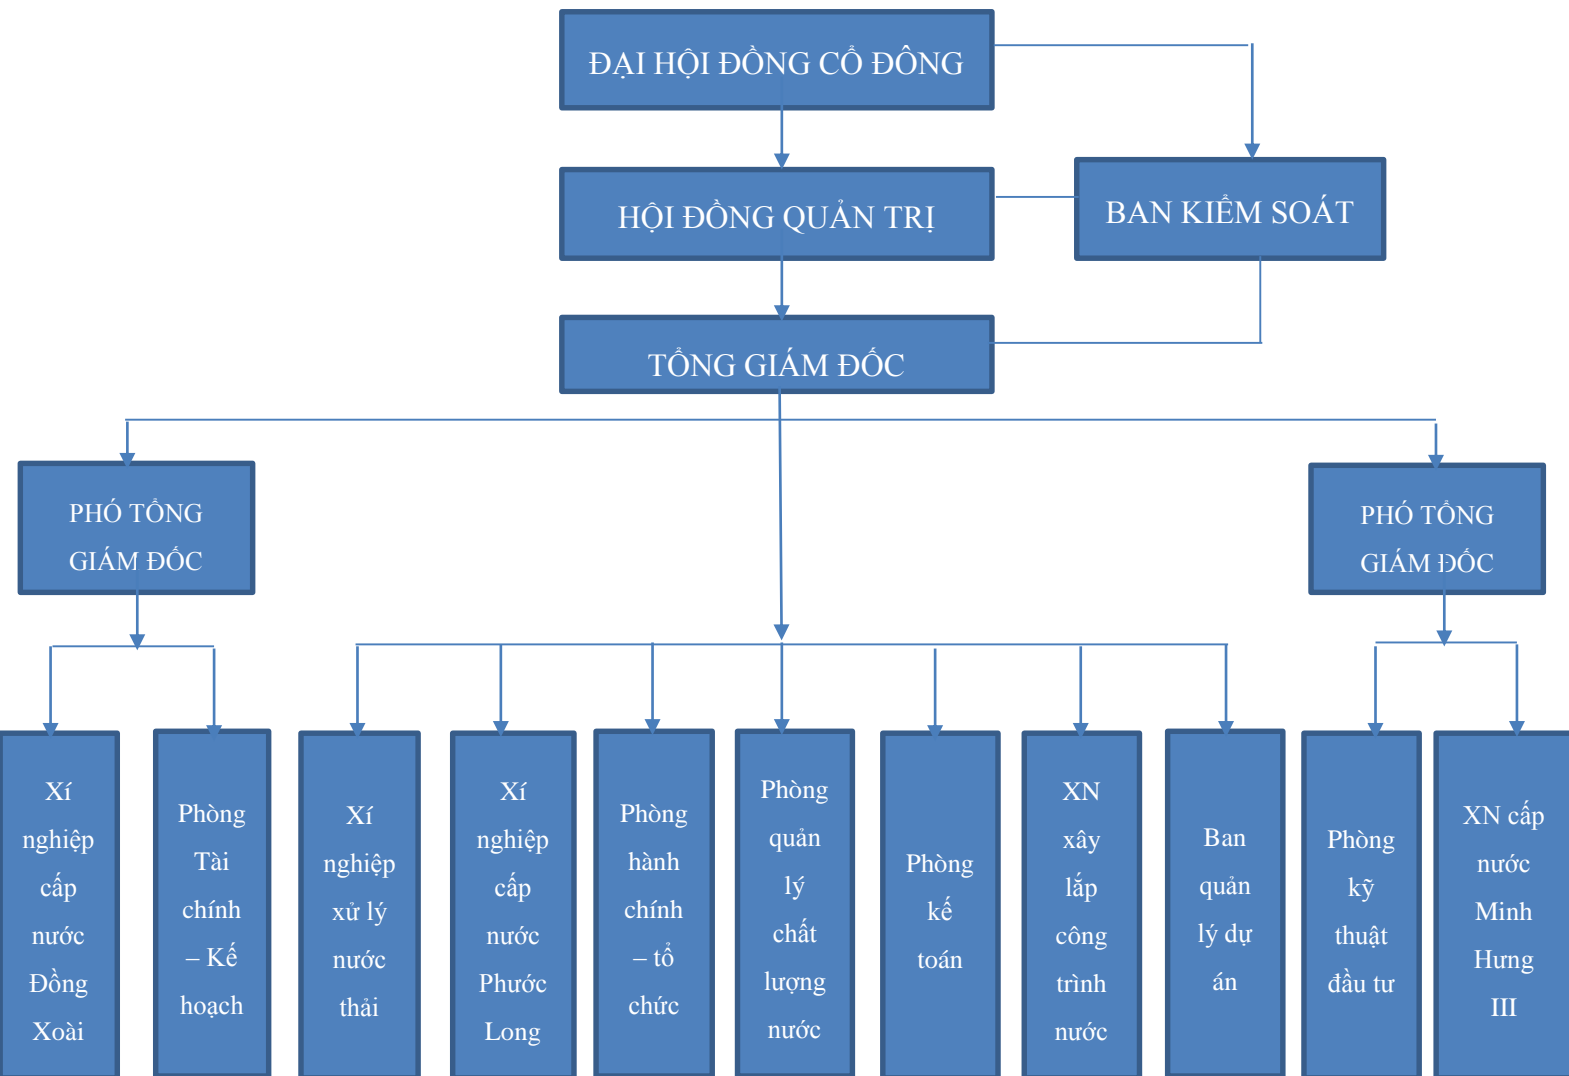 ĐẠI HỘI ĐỒNG CỔ ĐÔNG
HỘI ĐỒNG QUẢN TRỊ
BAN KIỂM SOÁT
TỔNG GIÁM ĐỐC
PHÓ TỔNG
GIÁM ĐỐC
PHÓ TỔNG
GIÁM ĐỐC
Xí
nghiệp
cấp
nước
Đồng
Xoài
Phòng
Tài
chính
– Kế
hoạch
Xí
nghiệp
xử lý
nước
thải
Xí
nghiệp
cấp
nước
Phước
Long
Phòng
hành
chính
– tổ
chức
Phòng
quản
lý
chất
lượng
nước
Phòng
kế
toán
XN
xây
lắp
công
trình
nước
Ban
quản
lý dự
án
Phòng
kỹ
thuật
đầu tư
XN cấp
nước
Minh
Hưng
III